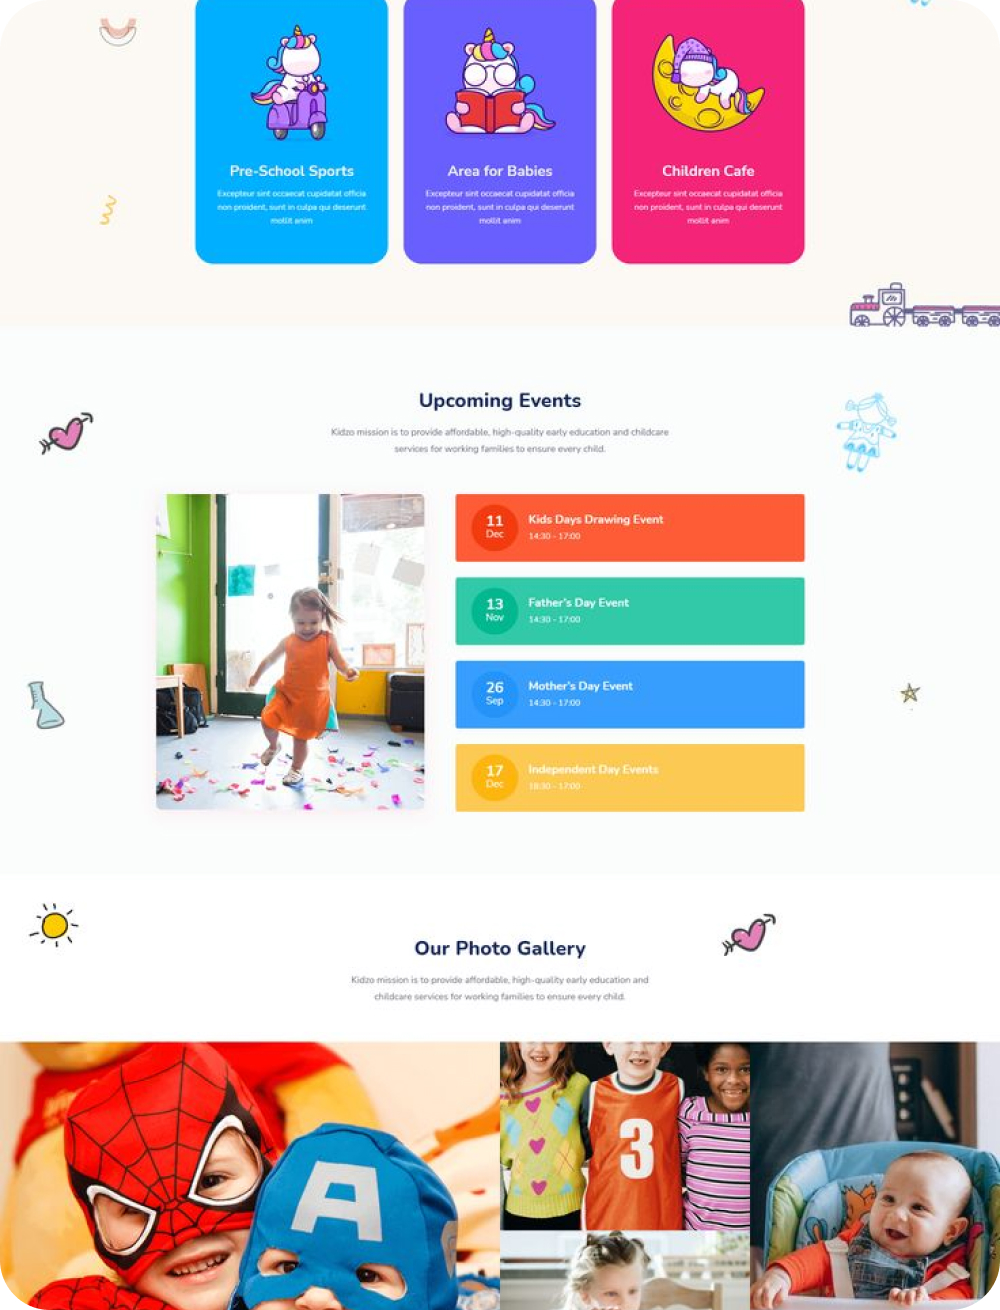 Pre-School Sports
Excepteur sint occaecat cupidatat officia
non proident, sunt in culpa qui deserunt
mollit anim
Area for Babies
Excepteur sint occaecat cupidatat officia
non proident, sunt in culpa qui deserunt
mollit anim
Children Cafe
Excepteur sint occaecat cupidatat officia
non proident, sunt in culpa qui deserunt
mollit anim
Upcoming Events
Kidzo mission is to provide affordable, high-quality early education and childcare
services for working families to ensure every child.
11
Dec
Kids Days Drawing Event
14:30 - 17:00
13
Nov
Father's Day Event
14:30 - 17:00
26
Sep
Mother's Day Event
14:30 - 17:00
17
Dec
Independent Day Events
16:30 - 17:00
Our Photo Gallery
Kidzo mission is to provide affordable, high-quality early education and
childcare services for working families to ensure every child.
A
3